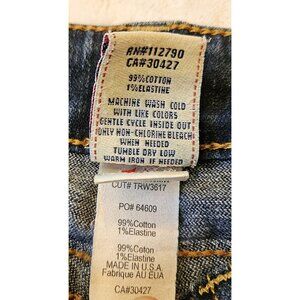 RN#112790
CA#30427
99%COTTON
1%ELASTINE
MACHINE WASH COLD
WITH LIKE COLORS
GENTLE CYCLE INSIDE OUT
ONLY NON-CHLORINE BLEACH
WHEN NEEDED
TUMBLE DRY LOW
WARM IRON IF NEEDED
CUT# TRW3617
PO# 64609
99%Cotton
1%Elastine
99%Coton
1%Elastine
MADE IN U.S.A
Fabrique AU EUA
CA#30427